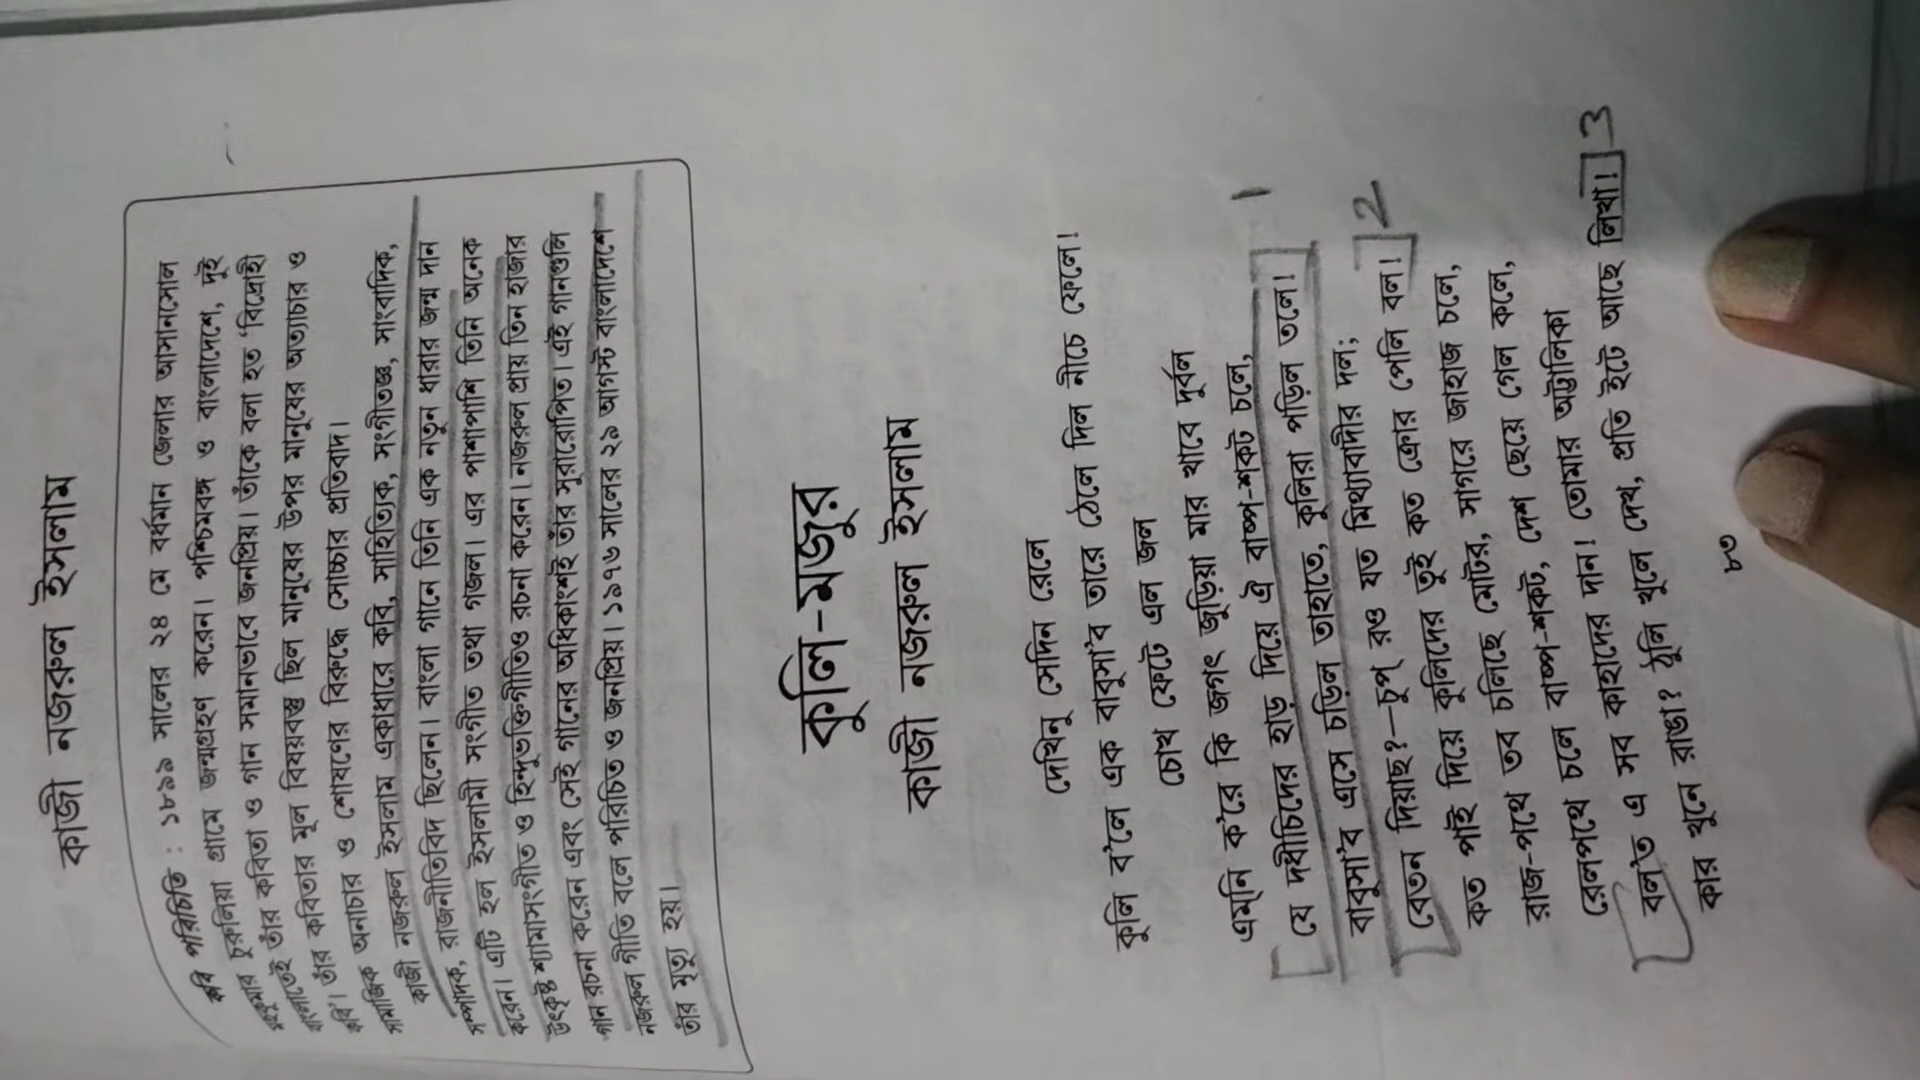 কাজী নজরুল ইসলাম
কবি পরিচিতি : ১৮৯৯ সালের ২৪ মে বর্ধমান জেলার আসানসোল
মহকুমার চুরুলিয়া গ্রামে জন্মগ্রহণ করেন। পশ্চিমবঙ্গ ও বাংলাদেশে, দুই
বাংলাতেই তাঁর কবিতা ও গান সমানভাবে জনপ্রিয়। তাঁকে বলা হত ‘বিদ্রোহী
কবি’। তাঁর কবিতার মূল বিষয়বস্তু ছিল মানুষের উপর মানুষের অত্যাচার ও
সামাজিক অনাচার ও শোষণের বিরুদ্ধে সোচ্চার প্রতিবাদ।
কাজী নজরুল ইসলাম একাধারে কবি, সাহিত্যিক, সংগীতজ্ঞ, সাংবাদিক,
সম্পাদক, রাজনীতিবিদ ছিলেন। বাংলা গানে তিনি এক নতুন ধারার জন্ম দান
করেন। এটি হল ইসলামী সংগীত তথা গজল। এর পাশাপাশি তিনি অনেক
উৎকৃষ্ট শ্যামাসংগীত ও হিন্দুভক্তিগীতিও রচনা করেন। নজরুল প্রায় তিন হাজার
গান রচনা করেন এবং সেই গানের অধিকাংশই তাঁর সুরারোপিত। এই গানগুলি
নজরুল গীতি বলে পরিচিত ও জনপ্রিয়। ১৯৭৬ সালের ২৯ আগস্ট বাংলাদেশে
তাঁর মৃত্যু হয়।
কুলি-মজুর
কাজী নজরুল ইসলাম
দেখিনু সেদিন রেলে
কুলি ব’লে এক বাবুসা’ব তারে ঠেলে দিল নীচে ফেলে!
চোখ ফেটে এল জল
এম্‌নি ক’রে কি জগৎ জুড়িয়া মার খাবে দুর্বল
যে দধীচিদের হাড় দিয়ে ঐ বাষ্প-শকট চলে, 1
বাবুসা’ব এসে চড়িল তাহাতে, কুলিরা পড়িল তলে।
বেতন দিয়াছ?—চুপ্ রও যত মিথ্যাবাদীর দল; 2
কত পাই দিয়ে কুলিদের তুই কত ক্রোর পেলি বল!
রাজ-পথে তব চলিছে মোটর, সাগরে জাহাজ চলে,
রেলপথে চলে বাষ্প-শকট, দেশ ছেয়ে গেল কলে,
বল’ত এ সব কাহাদের দান! তোমার অট্টালিকা
কার খুনে রাঙা? ঠুলি খুলে দেখ, প্রতি ইটে আছে লিখা। 3
৮৩